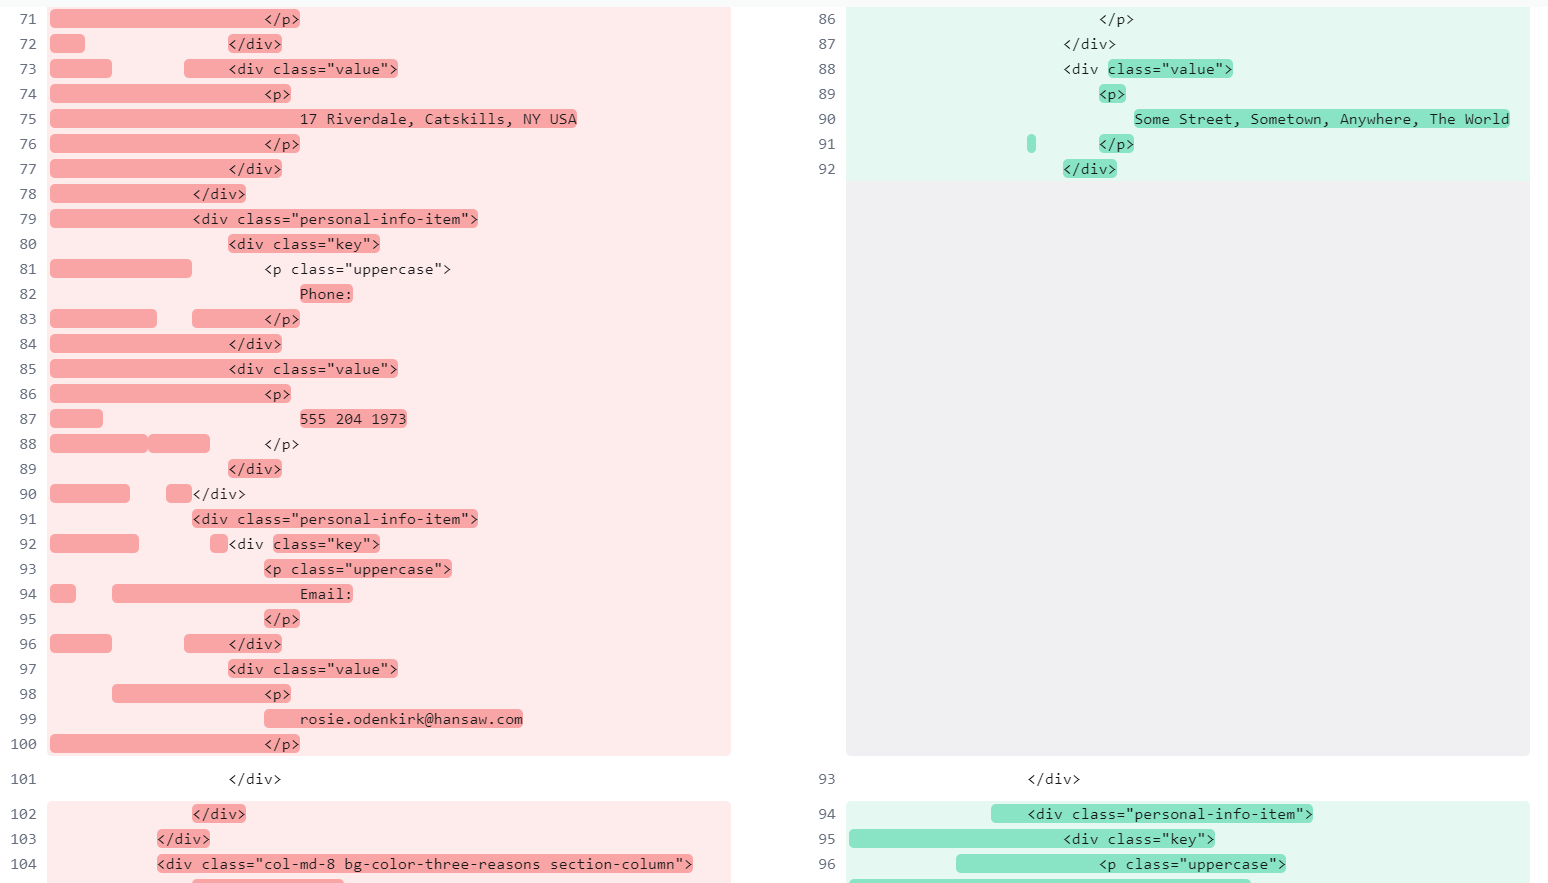 71 </p>
72 </div>
73 <div class="value">
74 <p>
75 17 Riverdale, Catskills, NY USA
76 </p>
77 </div>
78 </div>
79 <div class="personal-info-item">
80 <div class="key">
81 <p class="uppercase">
82 Phone:
83 </p>
84 </div>
85 <div class="value">
86 <p>
87 555 204 1973
88 </p>
89 </div>
90 </div>
91 <div class="personal-info-item">
92 <div class="key">
93 <p class="uppercase">
94 Email:
95 </p>
96 </div>
97 <div class="value">
98 <p>
99 rosie.odenkirk@hansaw.com
100 </p>
101 </div>
102 </div>
103 </div>
104 <div class="col-md-8 bg-color-three-reasons section-column">
86 </p>
87 </div>
88 <div class="value">
89 <p>
90 Some Street, Sometown, Anywhere, The World
91 </p>
92 </div>
93 </div>
94 <div class="personal-info-item">
95 <div class="key">
96 <p class="uppercase">